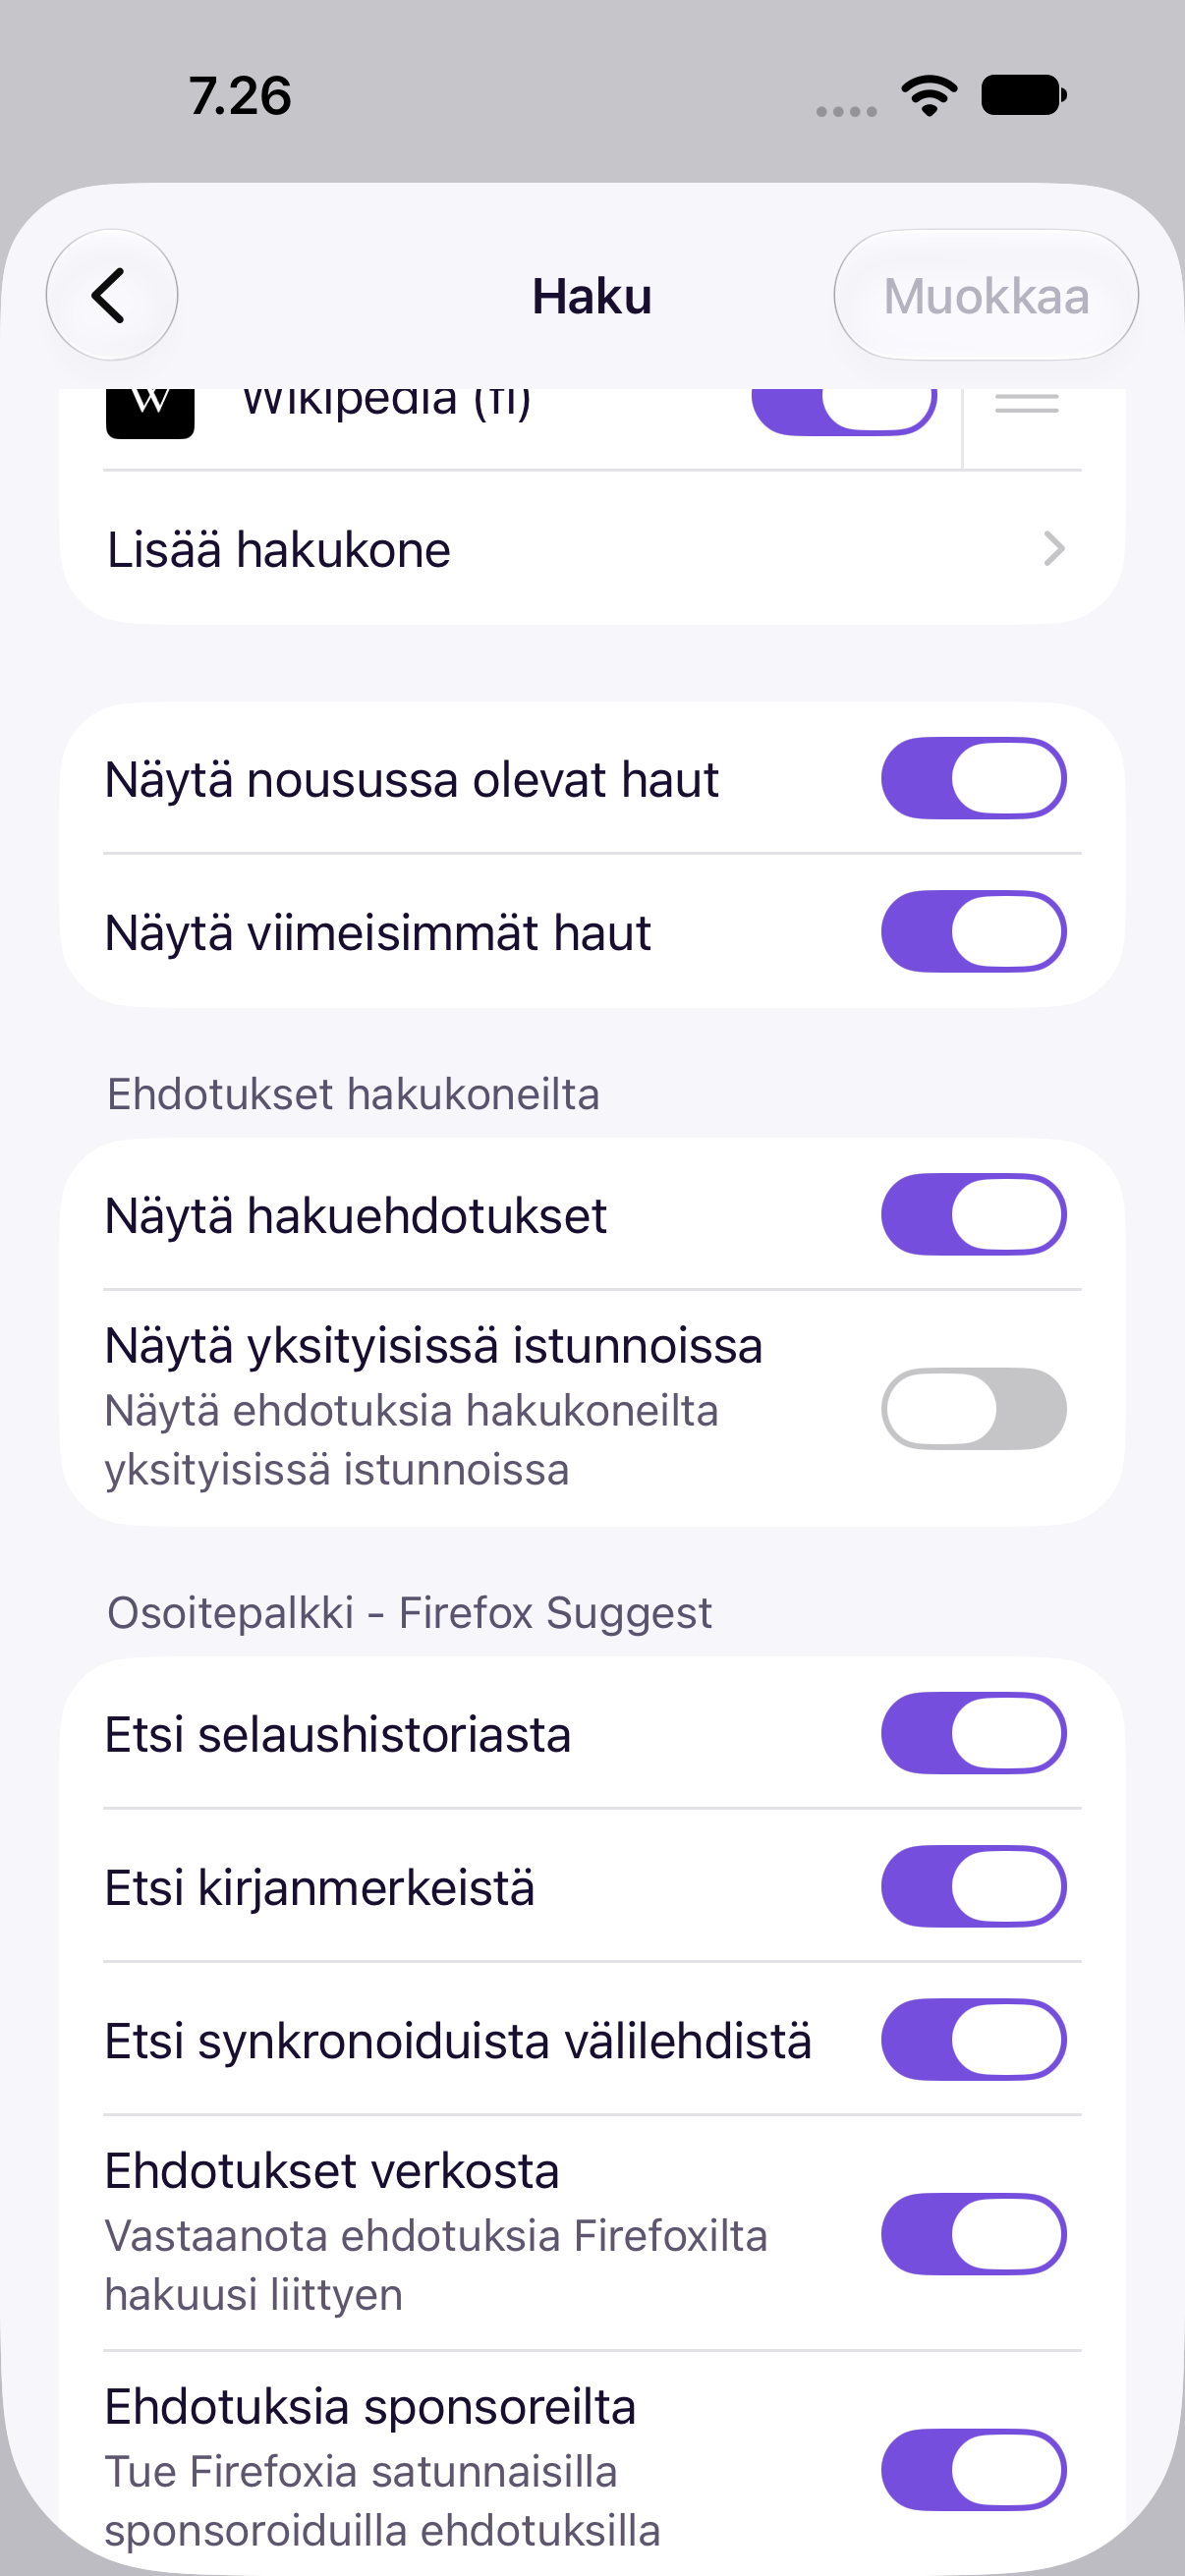 7.26
Haku
Muokkaa
W
Wikipedia (fi)
Lisää hakukone
Näytä nousussa olevat haut
Näytä viimeisimmät haut
Ehdotukset hakukoneilta
Näytä hakuehdotukset
Näytä yksityisissä istunnoissa
Näytä ehdotuksia hakukoneilta
yksityisissä istunnoissa
Osoitepalkki - Firefox Suggest
Etsi selaushistoriasta
Etsi kirjanmerkeistä
Etsi synkronoiduista välilehdistä
Ehdotukset verkosta
Vastaanota ehdotuksia Firefoxilta
hakuusi liittyen
Ehdotuksia sponsoreilta
Tue Firefoxia satunnaisilla
sponsoroiduilla ehdotuksilla